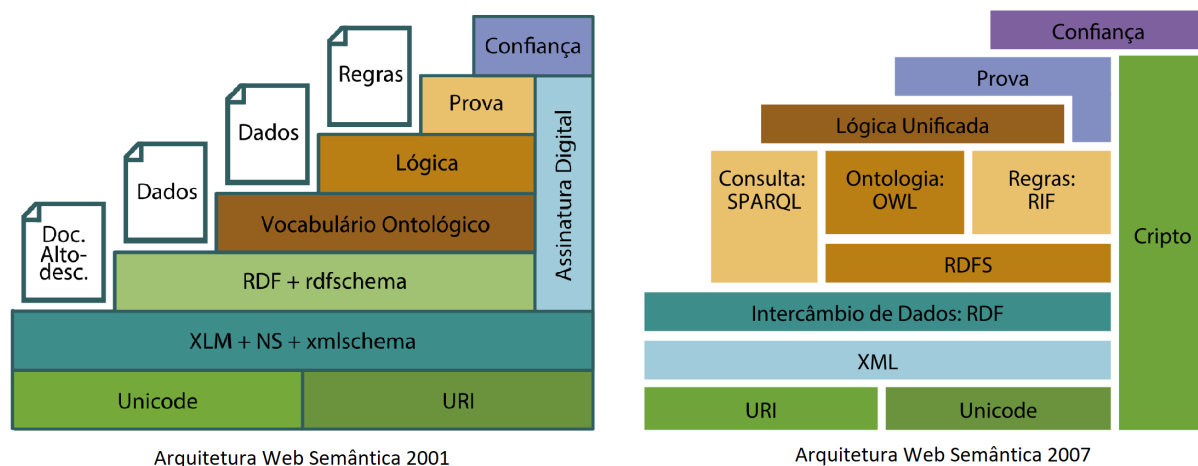 Confiança
Regras
Prova
Dados
Lógica
Dados
Vocabulário Ontológico
Assinatura Digital
Doc.
Alto-
desc.
RDF + rdfschema
XLM + NS + xmlschema
Unicode
URI
Arquitetura Web Semântica 2001
Confiança
Prova
Lógica Unificada
Consulta:
SPARQL
Ontologia:
OWL
Regras:
RIF
Cripto
RDFS
Intercâmbio de Dados: RDF
XML
URI
Unicode
Arquitetura Web Semântica 2007